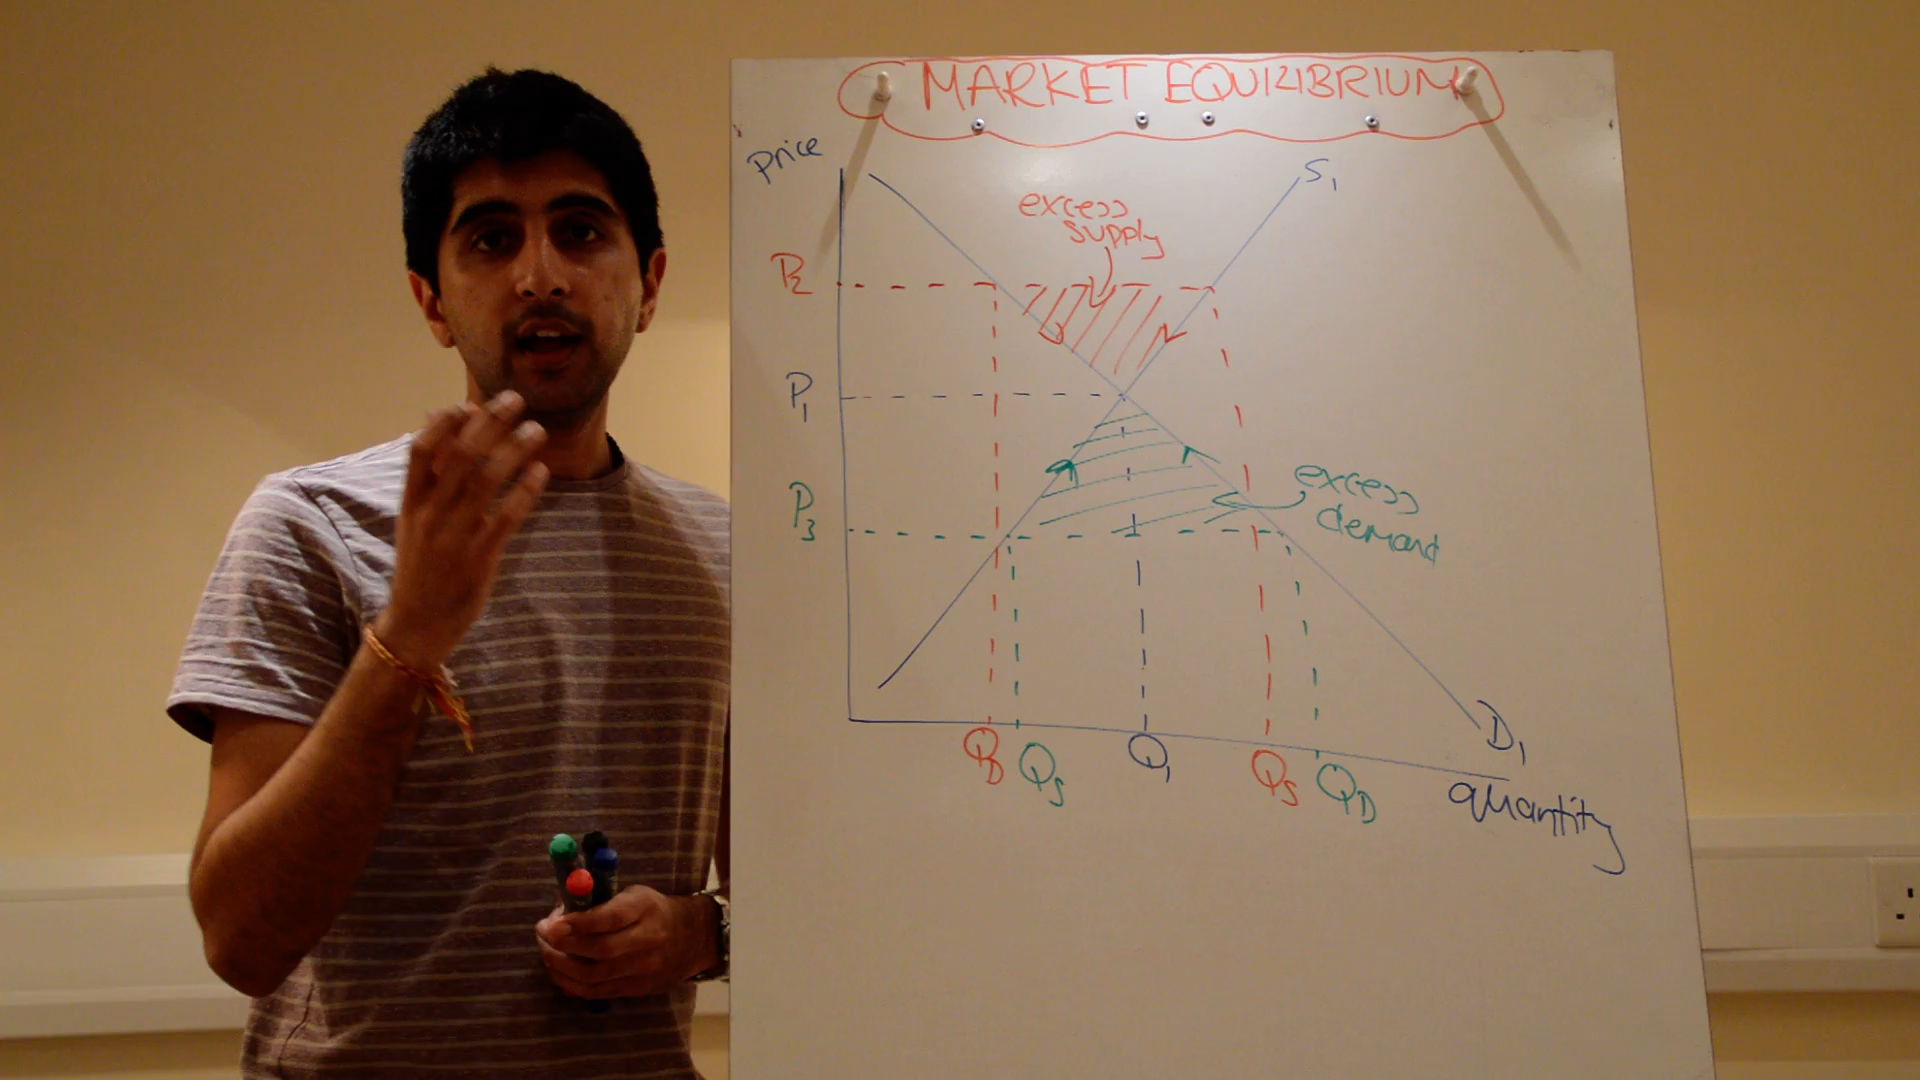 MARKET EQUILIBRIUM
Price
S1
excess
supply
P2
P1
excess
demand
P3
D1
QD
QS
Q1
QS
QD
quantity